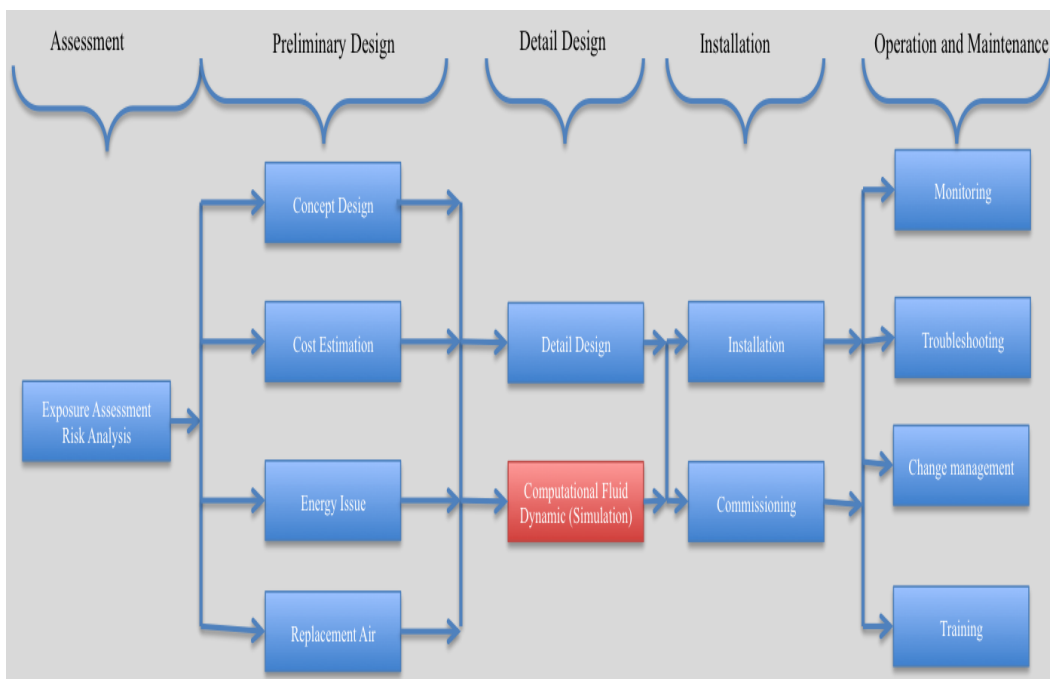 Assessment
Preliminary Design
Detail Design
Installation
Operation and Maintenance
Exposure Assessment
Risk Analysis
Concept Design
Cost Estimation
Energy Issue
Replacement Air
Detail Design
Computational Fluid
Dynamic (Simulation)
Installation
Commissioning
Monitoring
Troubleshooting
Change management
Training